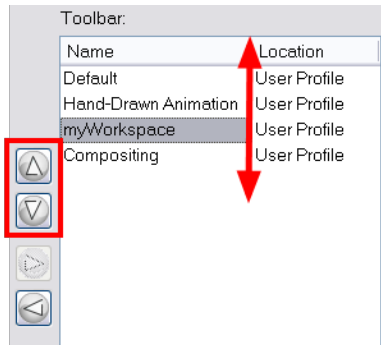 Toolbar:
Name Location
Default User Profile
Hand-Drawn Animation User Profile
myWorkspace User Profile
Compositing User Profile